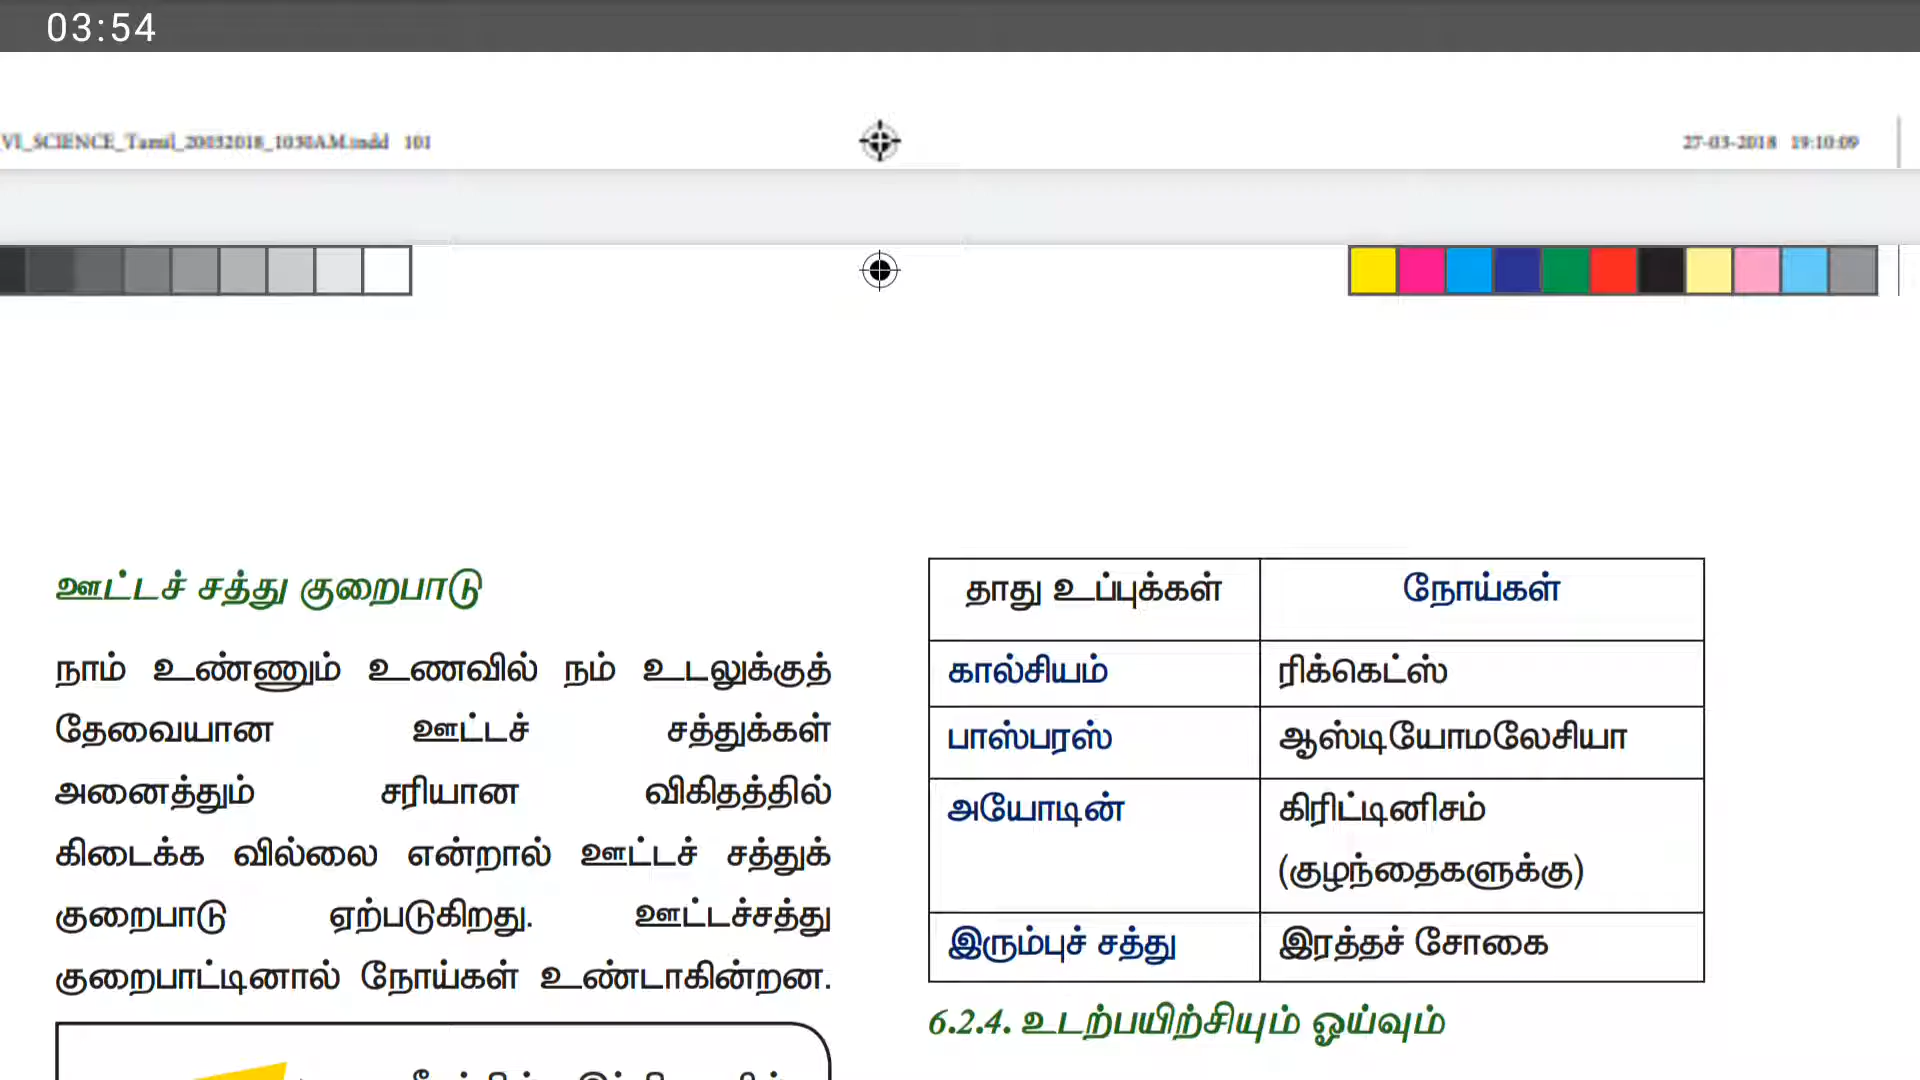 03:54
VI_SCIENCE_Tamil_20032018_1030AM.indd 101
27-03-2018 19:10:09
ஊட்டச் சத்து குறைபாடு
நாம் உண்ணும் உணவில் நம் உடலுக்குத்
தேவையான ஊட்டச் சத்துக்கள்
அனைத்தும் சரியான விகிதத்தில்
கிடைக்க வில்லை என்றால் ஊட்டச் சத்துக்
குறைபாடு ஏற்படுகிறது. ஊட்டச்சத்து
குறைபாட்டினால் நோய்கள் உண்டாகின்றன.
தாது உப்புக்கள் நோய்கள்
கால்சியம் ரிக்கெட்ஸ்
பாஸ்பரஸ் ஆஸ்டியோமலேசியா
அயோடின் கிரிட்டினிசம்
(குழந்தைகளுக்கு)
இரும்புச் சத்து இரத்தச் சோகை
6.2.4. உடற்பயிற்சியும் ஓய்வும்